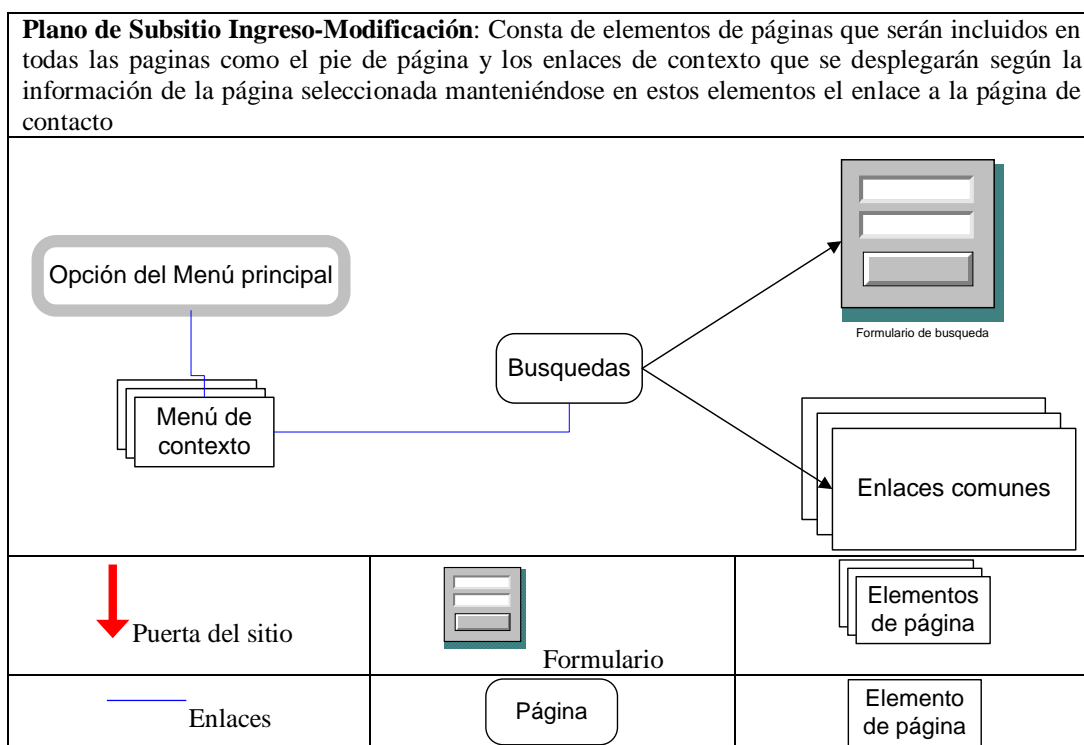 Plano de Subsitio Ingreso-Modificación: Consta de elementos de páginas que serán incluidos en
todas las paginas como el pie de página y los enlaces de contexto que se desplegarán según la
información de la página seleccionada manteniéndose en estos elementos el enlace a la página de
contacto
Opción del Menú principal
Formulario de busqueda
Busquedas
Menú de
contexto
Enlaces comunes
Puerta del sitio
Formulario
Elementos
de página
Enlaces
Página
Elemento
de página